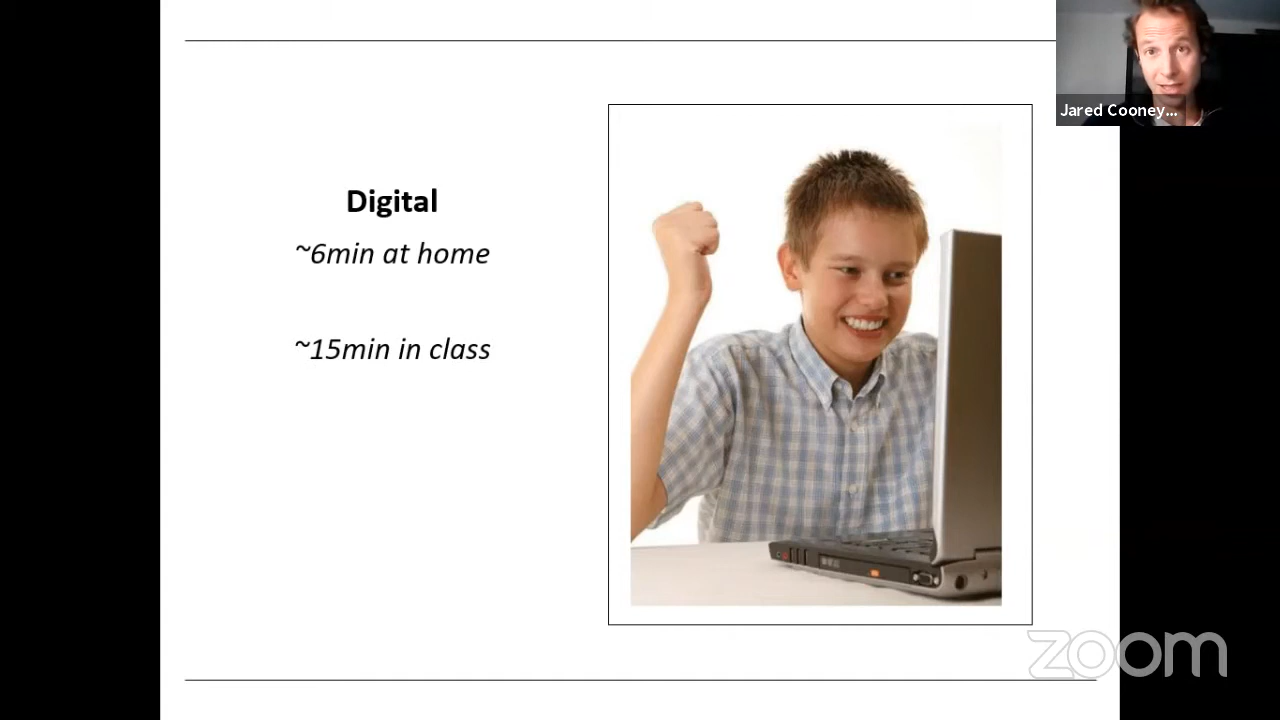 Jared Cooney...
Digital
~6min at home
~15min in class
zoom